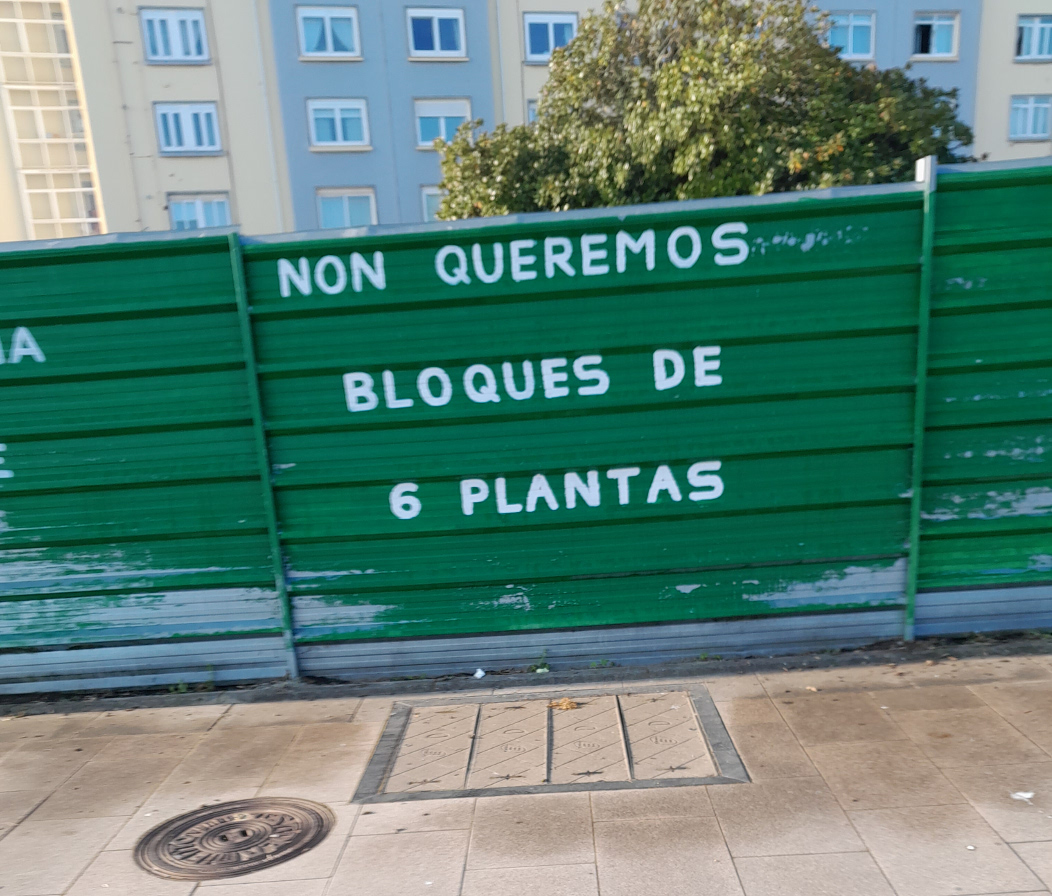 NON QUEREMOS
BLOQUES DE
6 PLANTAS